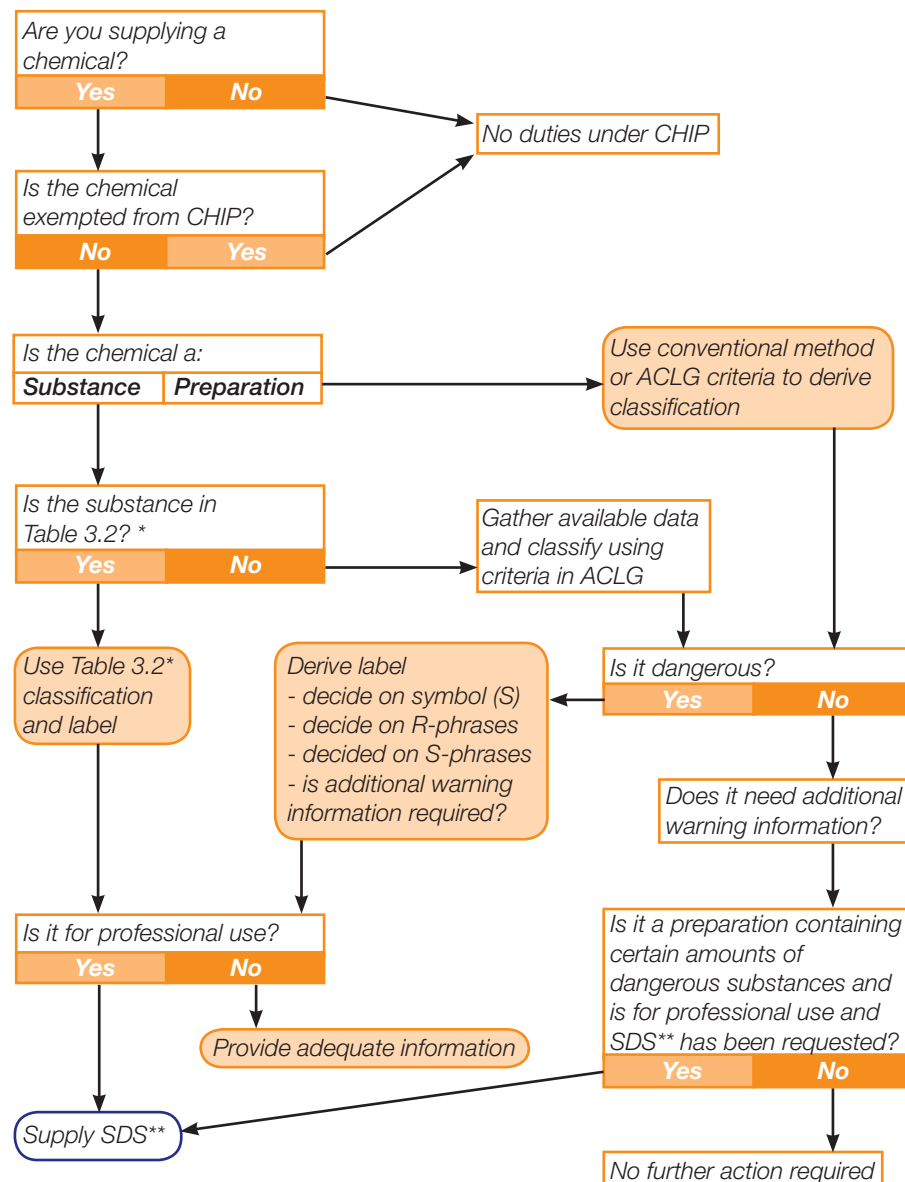 Are you supplying a
chemical?
Yes
No
No duties under CHIP
Is the chemical
exempted from CHIP?
No
Yes
Is the chemical a:
Substance
Preparation
Use conventional method
or ACLG criteria to derive
classification
Is the substance in
Table 3.2? *
Yes
No
Gather available data
and classify using
criteria in ACLG
Use Table 3.2*
classification
and label
Derive label
- decide on symbol (S)
- decide on R-phrases
- decided on S-phrases
- is additional warning
information required?
Is it dangerous?
Yes
No
Does it need additional
warning information?
Is it for professional use?
Yes
No
Provide adequate information
Is it a preparation containing
certain amounts of
dangerous substances and
is for professional use and
SDS** has been requested?
Yes
No
Supply SDS**
No further action required